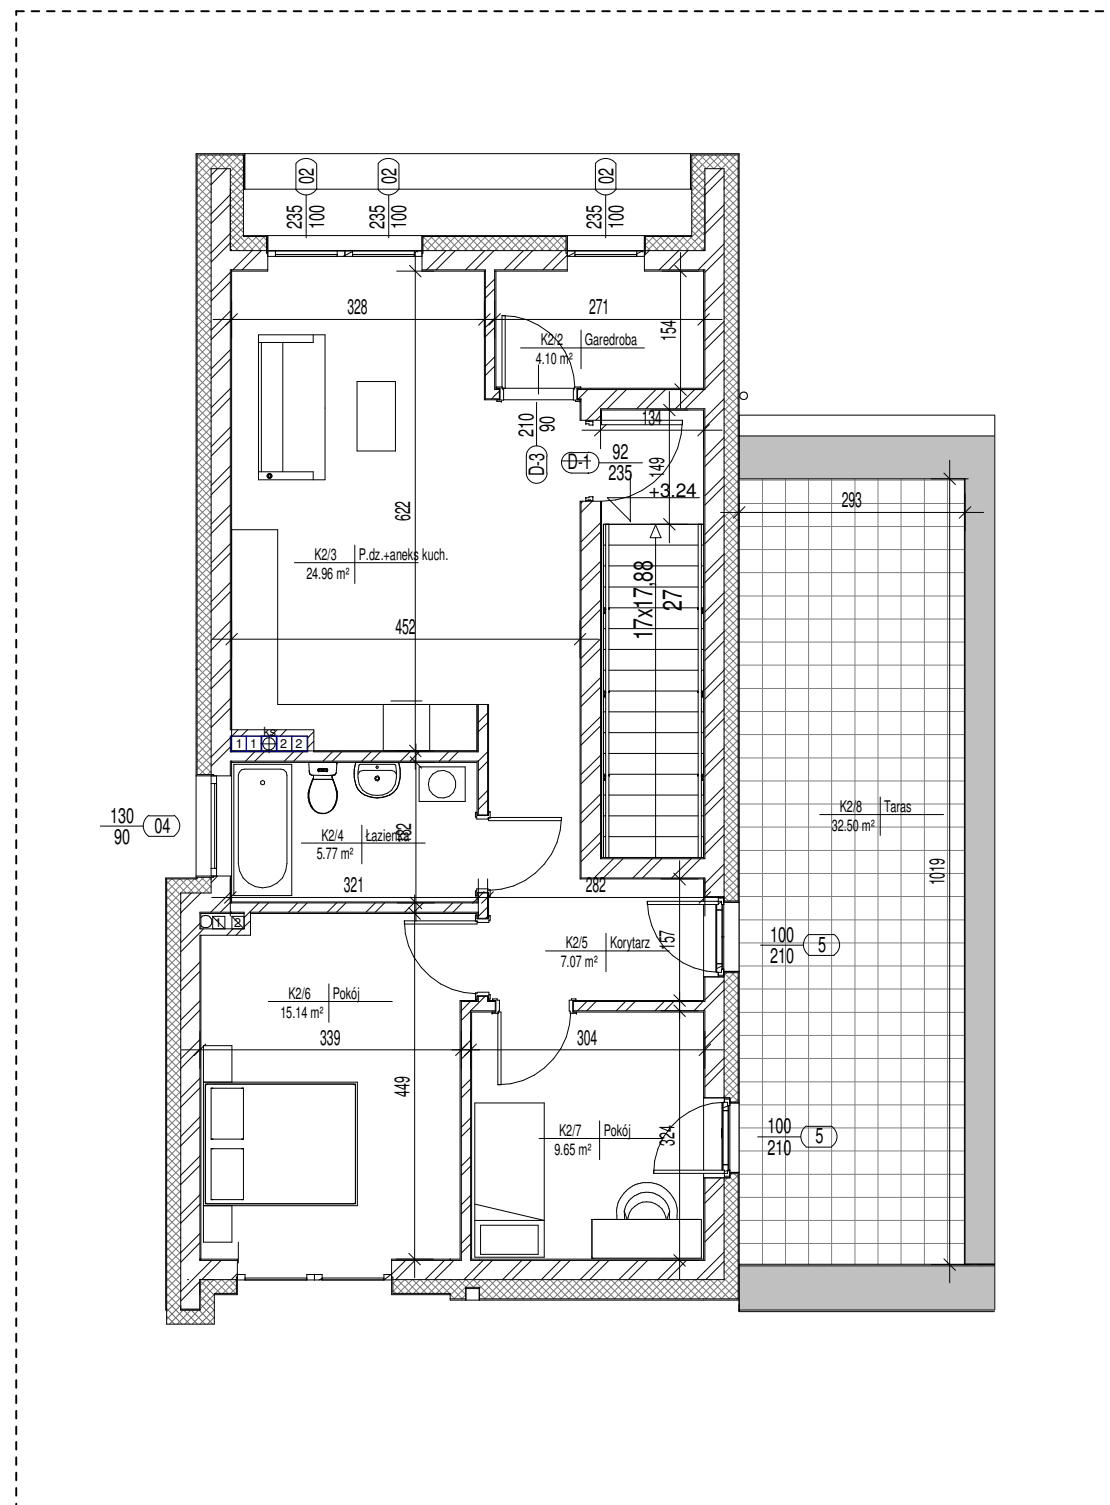 02
02
02
235
100
235
100
235
100
328
271
154
K2/2 Garedroba
4.10 m²
210
90
D-3
D-1
92
235
134
149
+3.24
293
622
K2/3 P.dz.+aneks kuch.
24.96 m²
17x17,88
27
452
ks
1 1 2 2
130
90
04
K2/4 Łazienka
5.77 m²
182
321
282
K2/8 Taras
32.50 m²
1019
1 2
K2/5 Korytarz
7.07 m²
157
100
210
5
K2/6 Pokój
15.14 m²
339
304
449
K2/7 Pokój
9.65 m²
324
100
210
5